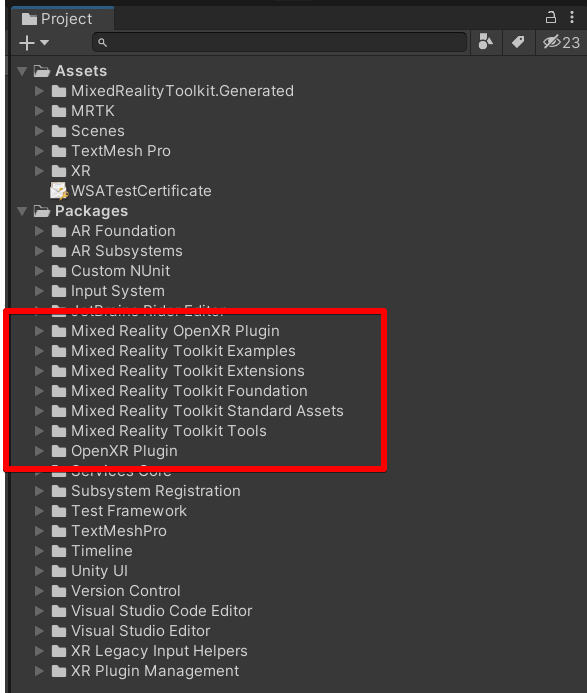 Project
23
Assets
MixedRealityToolkit.Generated
MRTK
Scenes
TextMesh Pro
XR
WSATestCertificate
Packages
AR Foundation
AR Subsystems
Custom NUnit
Input System
JetBrains Rider Editor
Mixed Reality OpenXR Plugin
Mixed Reality Toolkit Examples
Mixed Reality Toolkit Extensions
Mixed Reality Toolkit Foundation
Mixed Reality Toolkit Standard Assets
Mixed Reality Toolkit Tools
OpenXR Plugin
Services Core
Subsystem Registration
Test Framework
TextMeshPro
Timeline
Unity UI
Version Control
Visual Studio Code Editor
Visual Studio Editor
XR Legacy Input Helpers
XR Plugin Management